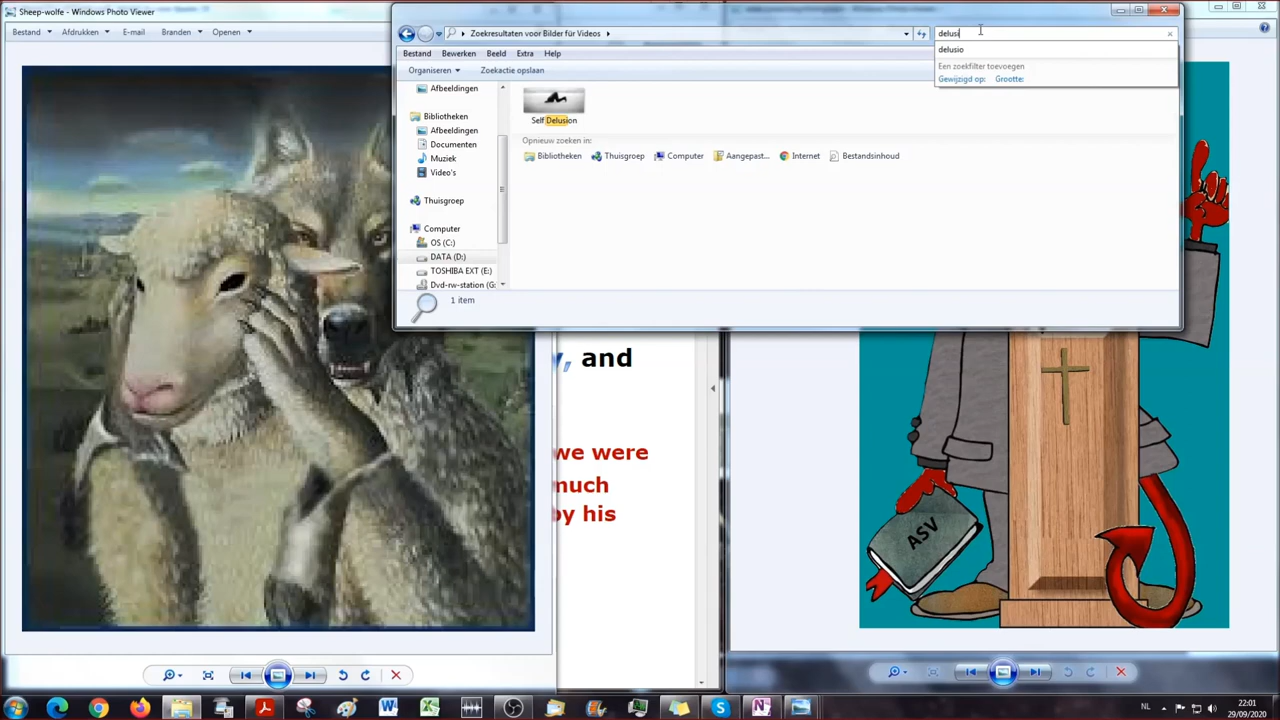 Sheep-wolfe - Windows Photo Viewer
Bestand Afdrukken E-mail Branden Openen
Zoekresultaten voor Bilder für Videos
delusi
delusio
Een zoekfilter toevoegen
Gewijzigd op: Grootte:
Bestand Bewerken Beeld Extra Help
Organiseren Zoekactie opslaan
Afbeeldingen
Bibliotheken
Afbeeldingen
Documenten
Muziek
Video's
Thuisgroep
Computer
OS (C:)
DATA (D:)
TOSHIBA EXT (E:)
Dvd-rw-station (G:
Self Delusion
Opnieuw zoeken in:
Bibliotheken Thuisgroep Computer Aangepast... Internet Bestandsinhoud
1 item
y, and
we were
much
by his
ASV
NL
22:01
29/09/2020